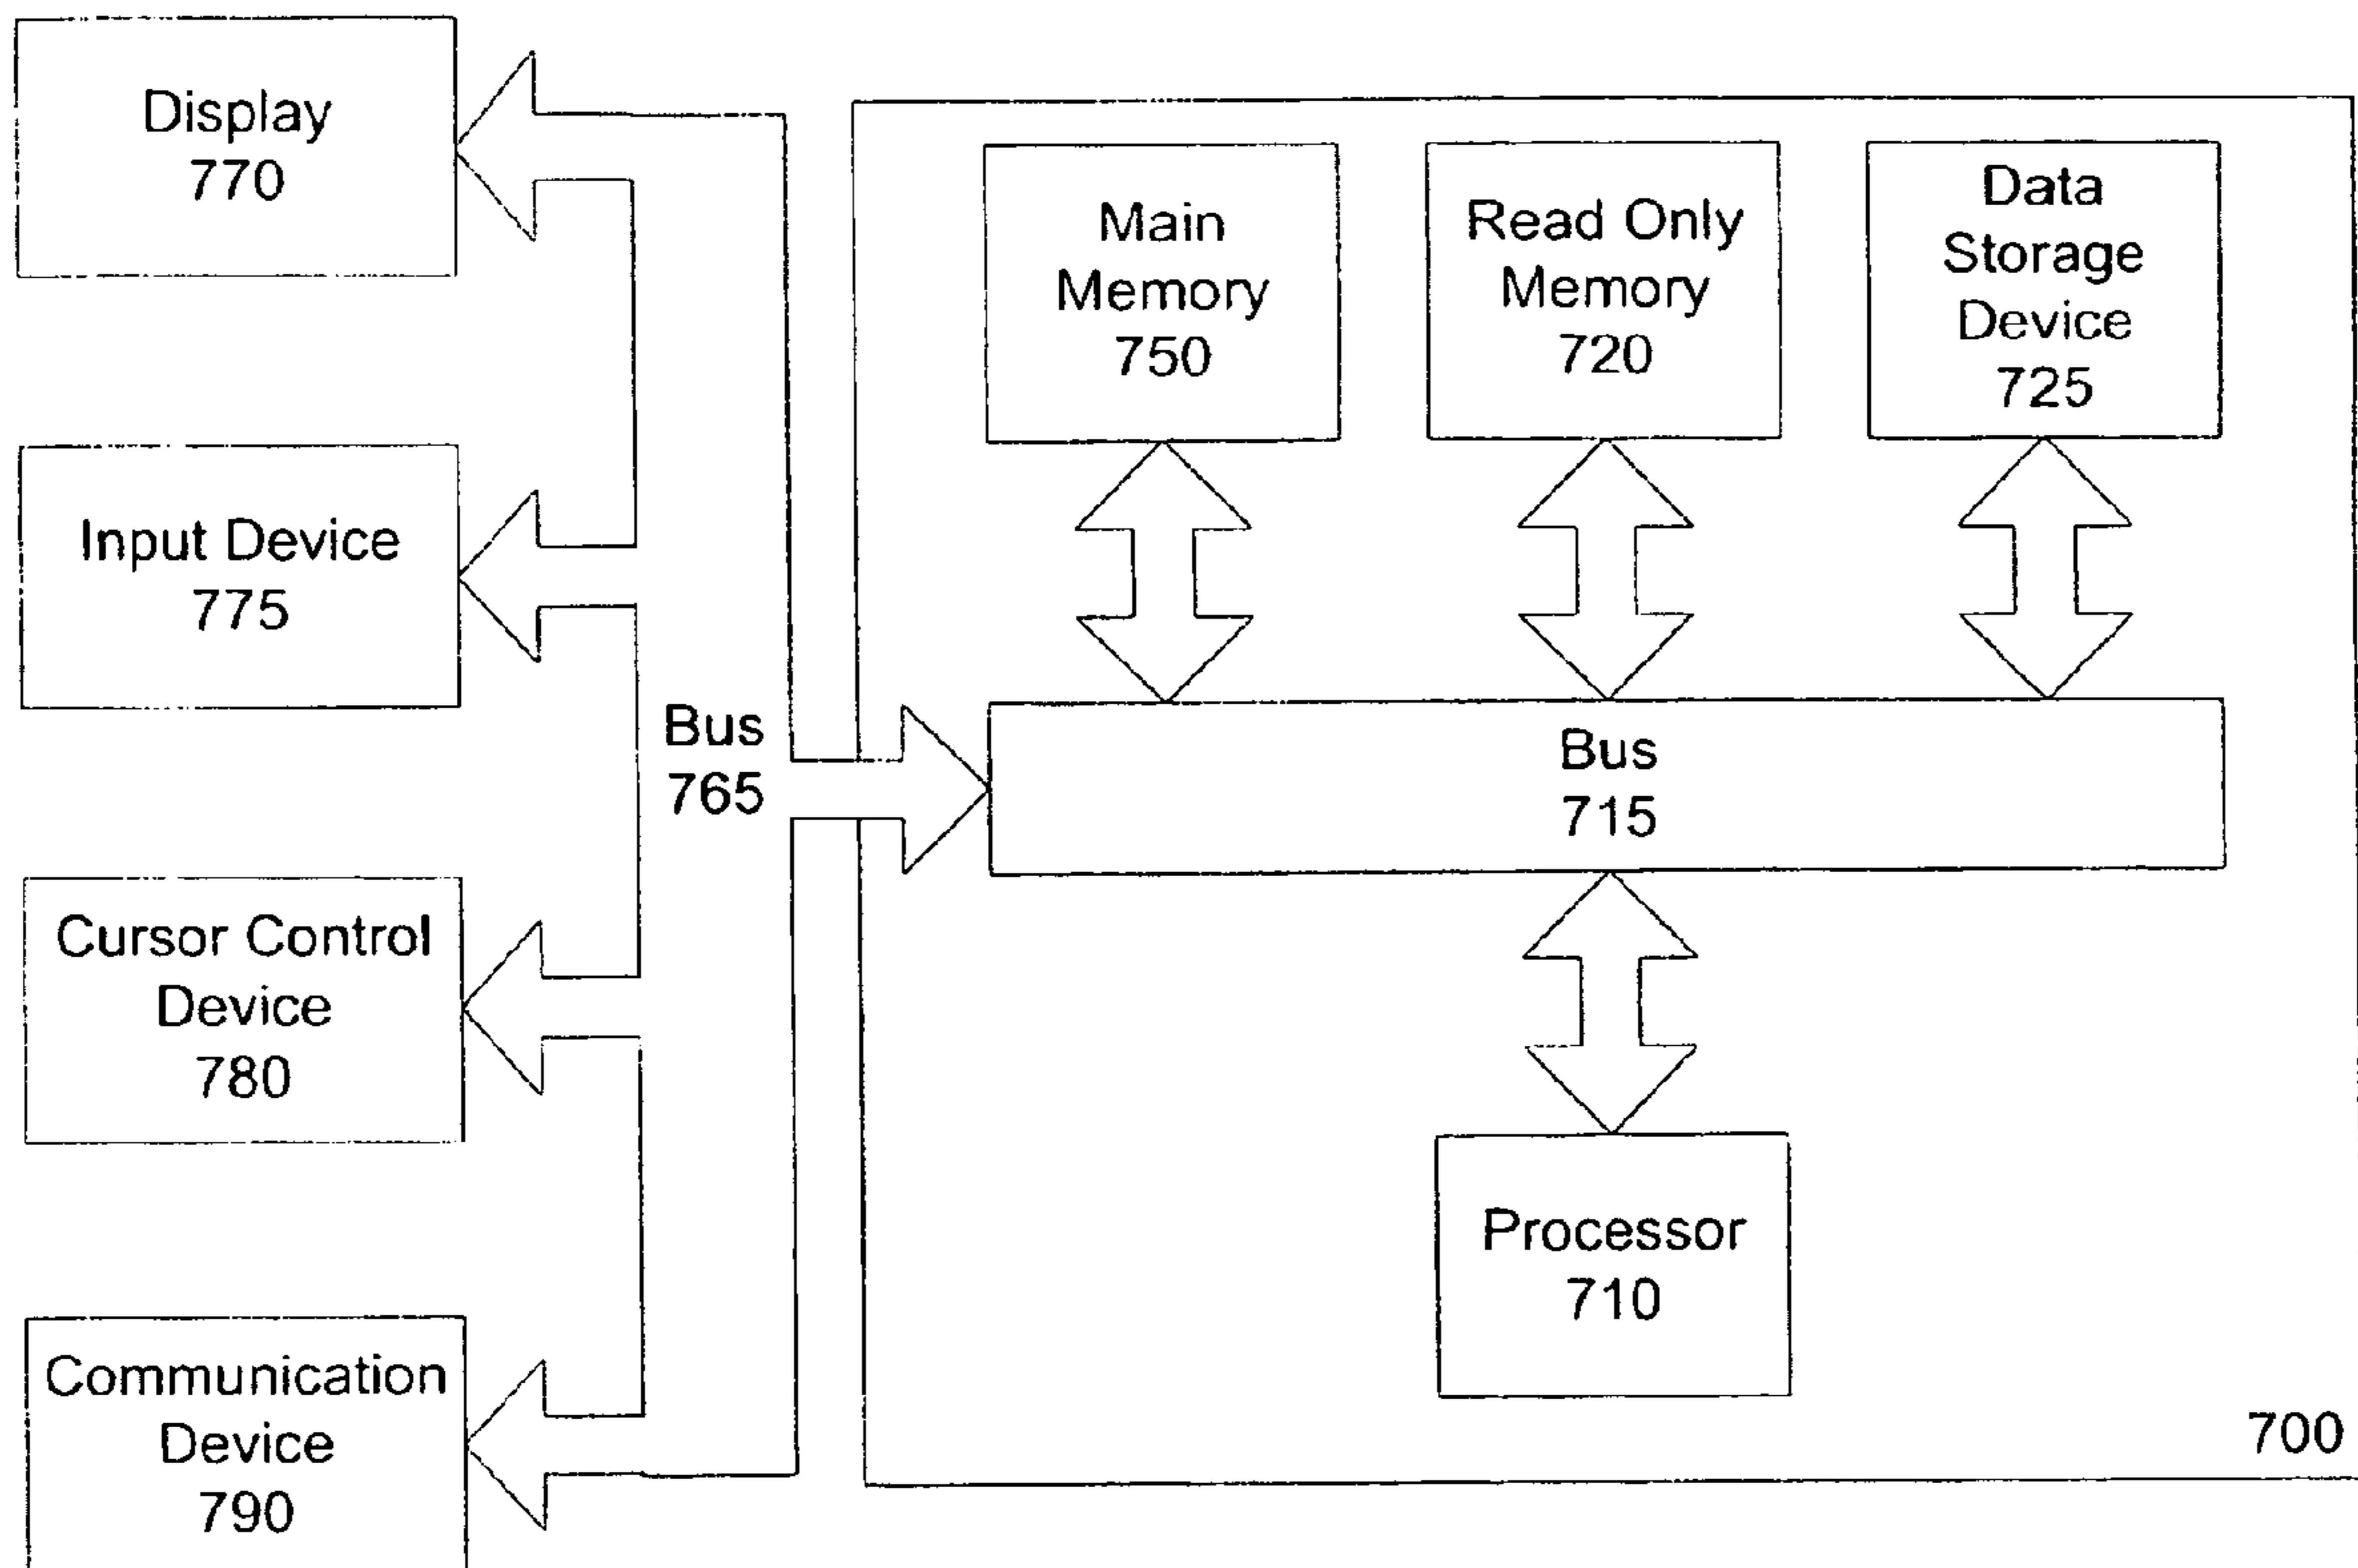 Display
770
Input Device
775
Cursor Control
Device
780
Communication
Device
790
Bus
765
Main
Memory
750
Read Only
Memory
720
Data
Storage
Device
725
Bus
715
Processor
710
700